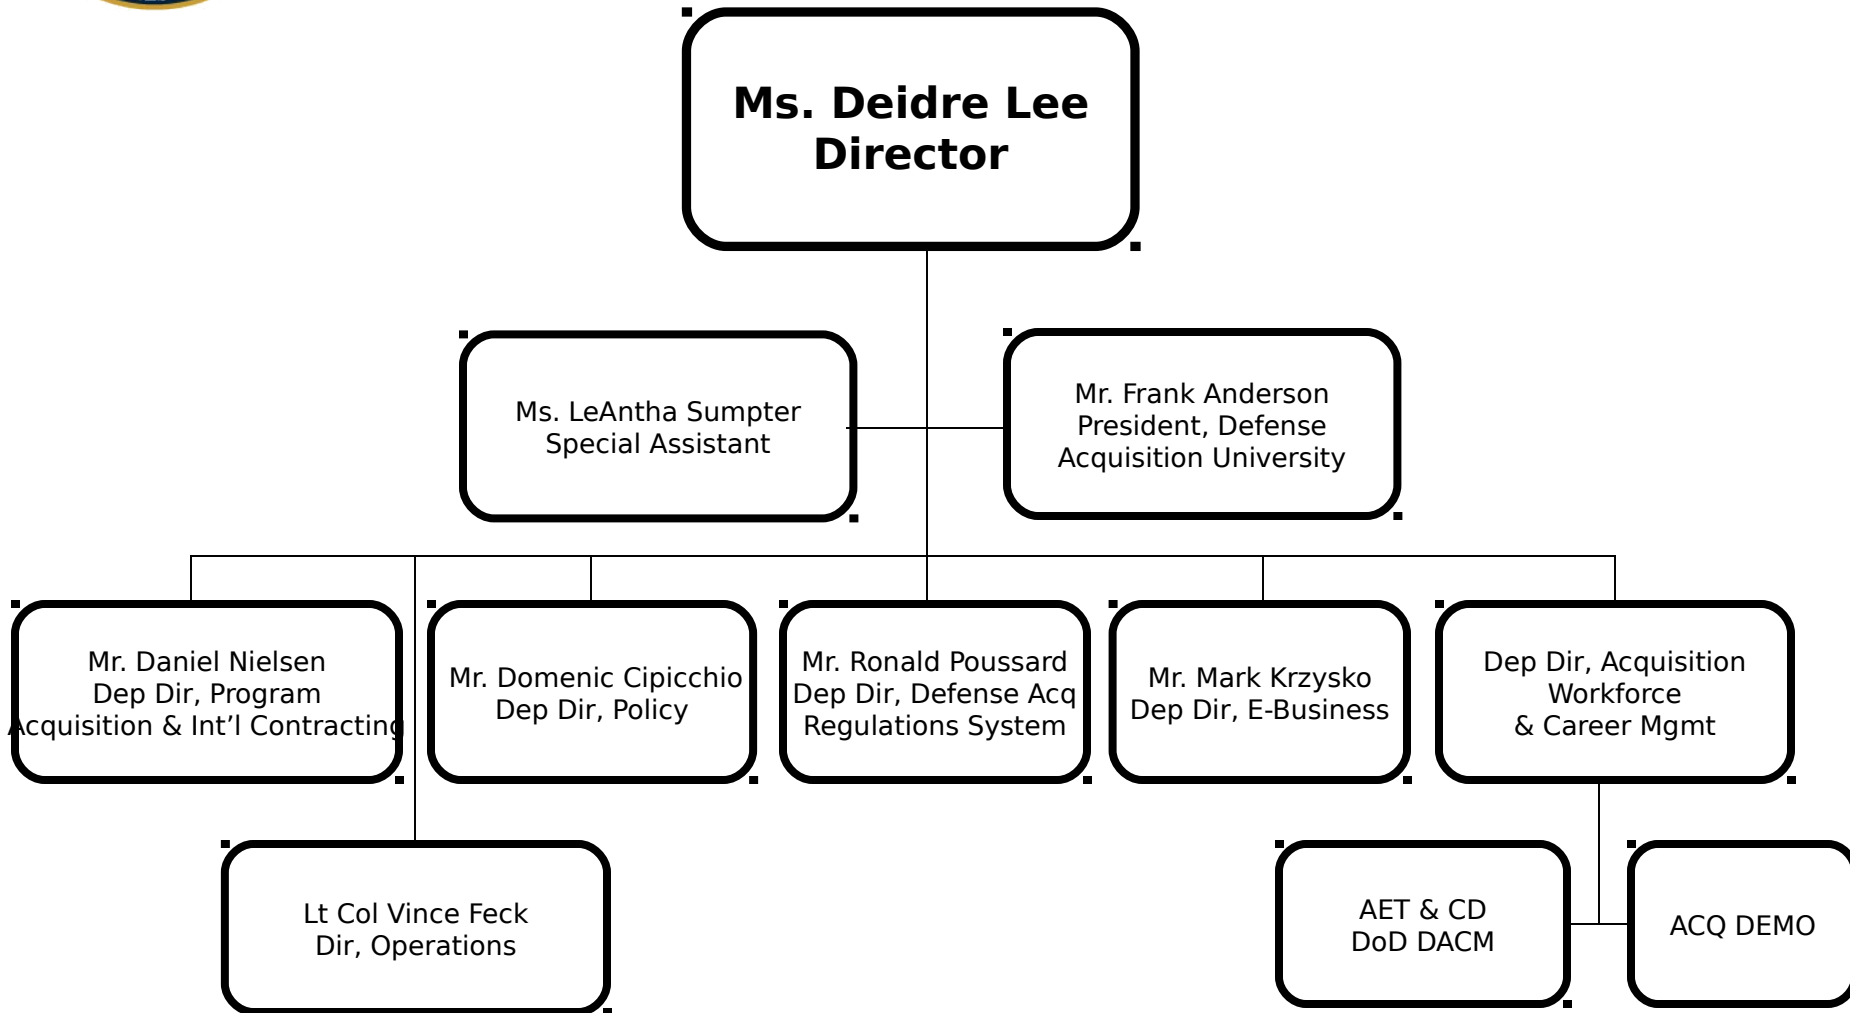 Ms. Deidre Lee
Director
Ms. LeAntha Sumpter
Special Assistant
Mr. Frank Anderson
President, Defense
Acquisition University
Mr. Daniel Nielsen
Dep Dir, Program
Acquisition & Int’l Contracting
Mr. Domenic Cipicchio
Dep Dir, Policy
Mr. Ronald Poussard
Dep Dir, Defense Acq
Regulations System
Mr. Mark Krzysko
Dep Dir, E-Business
Dep Dir, Acquisition
Workforce
& Career Mgmt
Lt Col Vince Feck
Dir, Operations
AET & CD
DoD DACM
ACQ DEMO